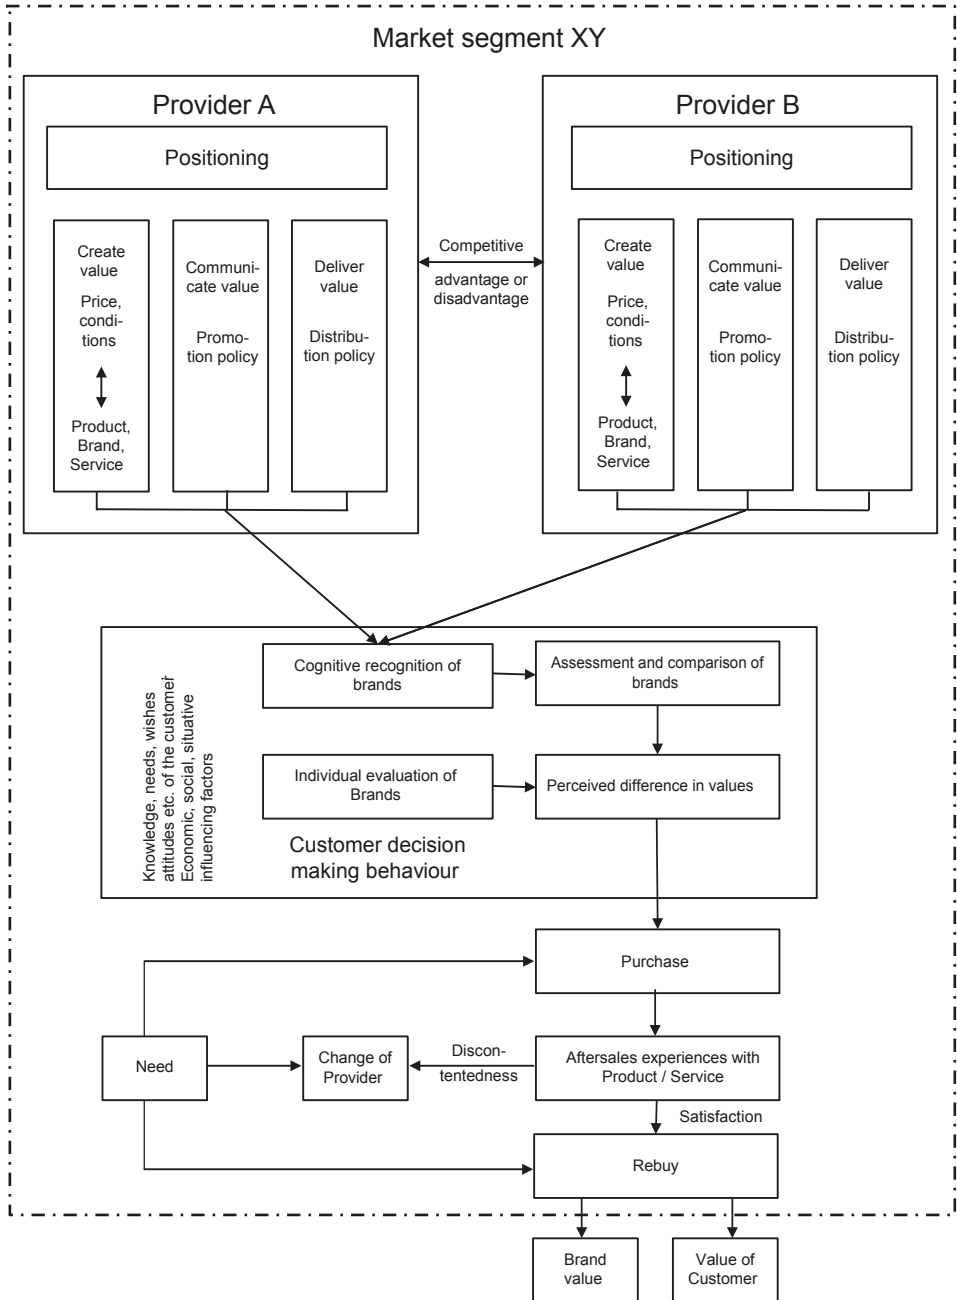 Market segment XY
Provider A
Positioning
Create
value
Price,
condi-
tions
Product,
Brand,
Service
Communi-
cate value
Promo-
tion policy
Deliver
value
Distribu-
tion policy
Competitive
advantage or
disadvantage
Provider B
Positioning
Create
value
Price,
condi-
tions
Product,
Brand,
Service
Communi-
cate value
Promo-
tion policy
Deliver
value
Distribu-
tion policy
Knowledge, needs, wishes
attitudes etc. of the customer
Economic, social, situative
influencing factors
Cognitive recognition of
brands
Assessment and comparison of
brands
Individual evaluation of
Brands
Perceived difference in values
Customer decision
making behaviour
Purchase
Need
Change of
Provider
Discon-
tentedness
Aftersales experiences with
Product / Service
Satisfaction
Rebuy
Brand
value
Value of
Customer